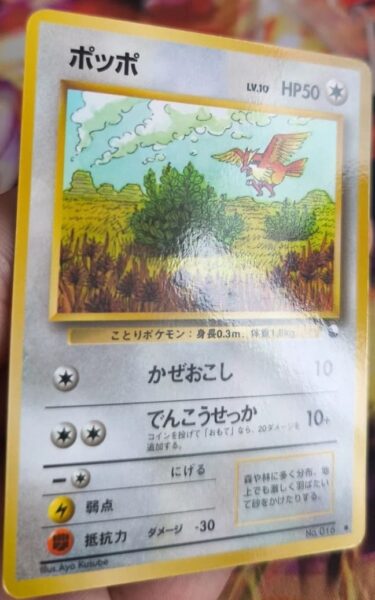 ポッポ LV.10 HP50
ことりポケモン：身長0.3m、体重1.8kg
かぜおこし 10
でんこうせっか 10+
コインを投げて「おもて」なら、20ダメージを
追加する。
にげる
弱点
抵抗力 ダメージ -30
森や林に多く分布。地
上でも激しく羽ばたい
て砂をかけたりする。
Illus. Ayo Kusube
No. 016